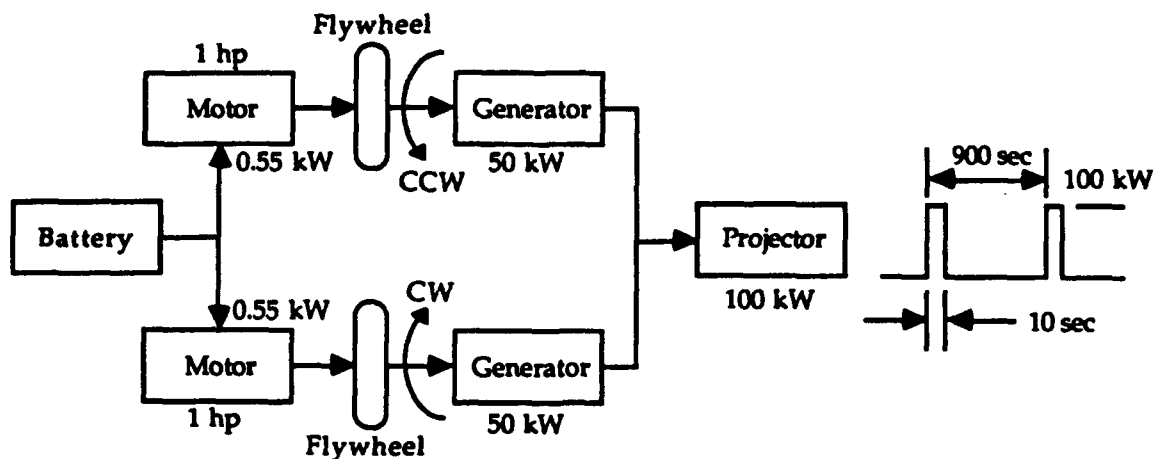 Flywheel
1 hp
Motor
Generator
0.55 kW
50 kW
CCW
900 sec
100 kW
Battery
Projector
100 kW
10 sec
0.55 kW
CW
Motor
Generator
1 hp
50 kW
Flywheel